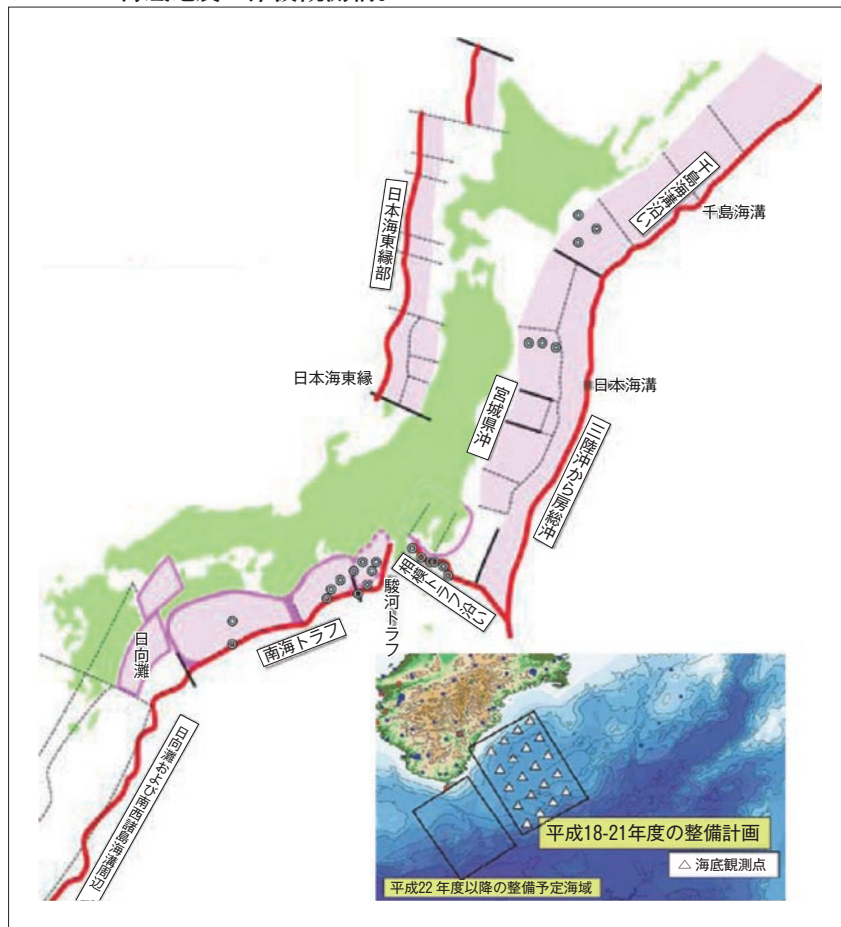 日本海東縁部
千島海溝沿い
千島海溝
日本海東縁
日本海溝
宮城県沖
三陸沖から房総沖
相模トラフ沿い
駿河トラフ
南海トラフ
日向灘
日向灘および南西諸島海溝周辺
平成18-21年度の整備計画
△ 海底観測点
平成22年度以降の整備予定海域